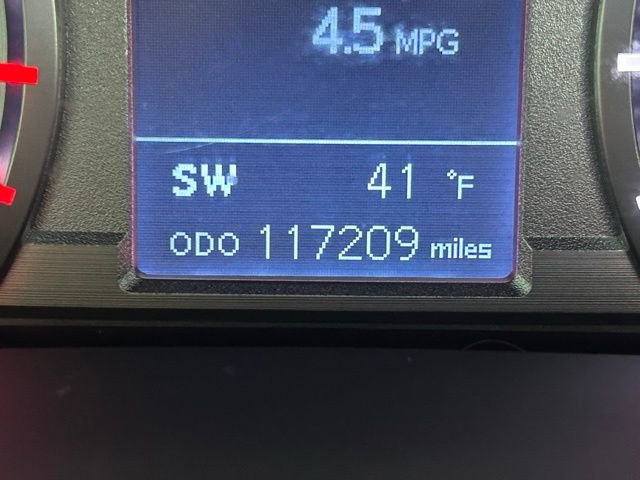 4.5 MPG
SW 41 °F
ODO 117209 miles